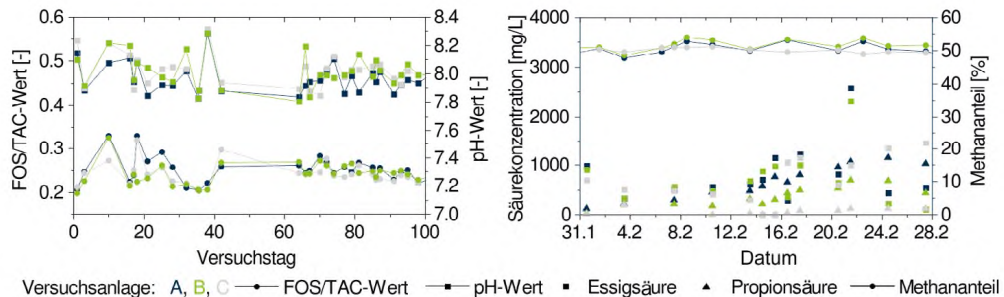 FOS/TAC-Wert [-]
0.6
0.5
0.4
0.3
0.2
8.4
8.2
8.0
7.8
7.6
7.4
7.2
7.0
pH-Wert [-]
0 20 40 60 80 100
Versuchstag
Säurekonzentration [mg/L]
4000
3000
2000
1000
0
60
50
40
30
20
10
0
Methananteil [%]
31.1 4.2 8.2 12.2 16.2 20.2 24.2 28.2
Datum
Versuchsanlage: A, B, C FOS/TAC-Wert pH-Wert Essigsäure Propionsäure Methananteil